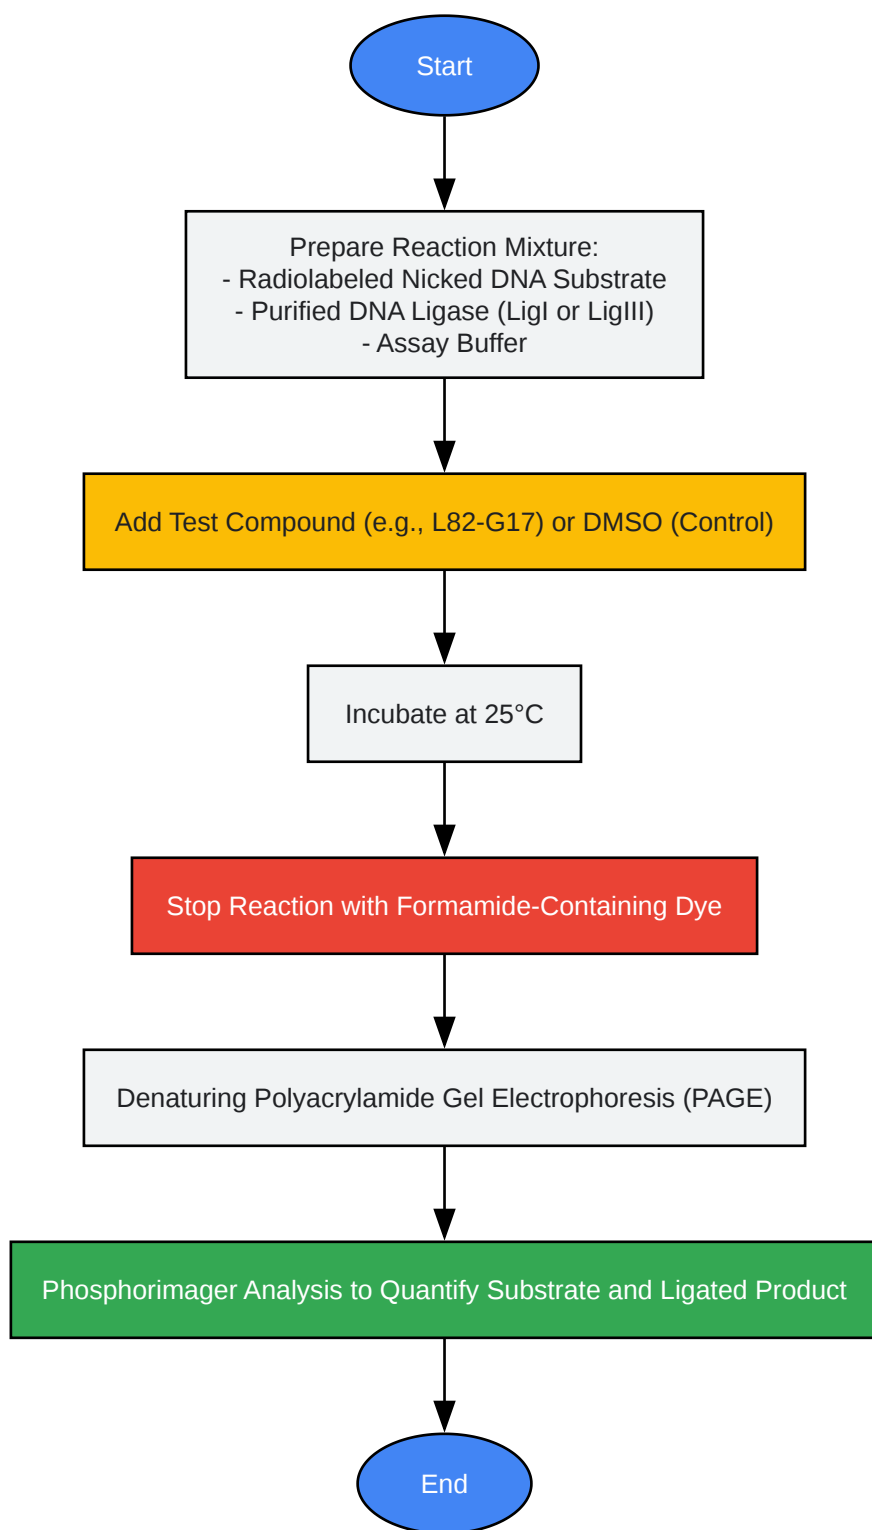 Start
Prepare Reaction Mixture:
- Radiolabeled Nicked DNA Substrate
- Purified DNA Ligase (LigI or LigIII)
- Assay Buffer
Add Test Compound (e.g., L82-G17) or DMSO (Control)
Incubate at 25°C
Stop Reaction with Formamide-Containing Dye
Denaturing Polyacrylamide Gel Electrophoresis (PAGE)
Phosphorimager Analysis to Quantify Substrate and Ligated Product
End